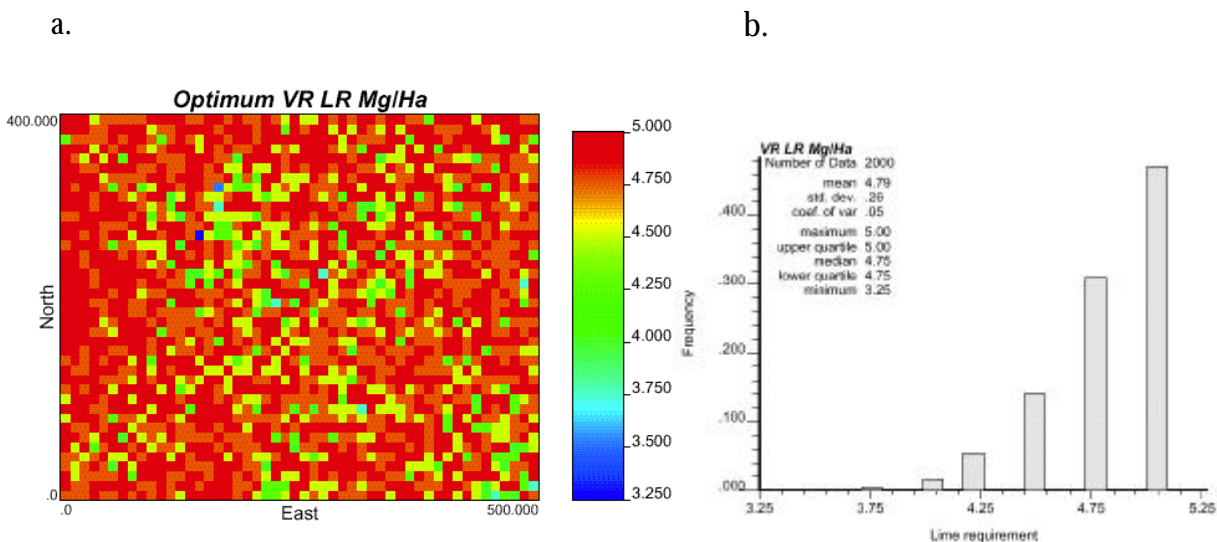 a.
Optimum VR LR Mg/Ha
400.000
North
.0
.0
East
500.000
5.000
4.750
4.500
4.250
4.000
3.750
3.500
3.250
b.
VR LR Mg/Ha
Number of Data 2000
mean 4.79
std. dev. .26
coef. of var .05
maximum 5.00
upper quartile 5.00
median 4.75
lower quartile 4.75
minimum 3.25
Frequency
.400
.300
.200
.100
.000
3.25 3.75 4.25 4.75 5.25
Lime requirement